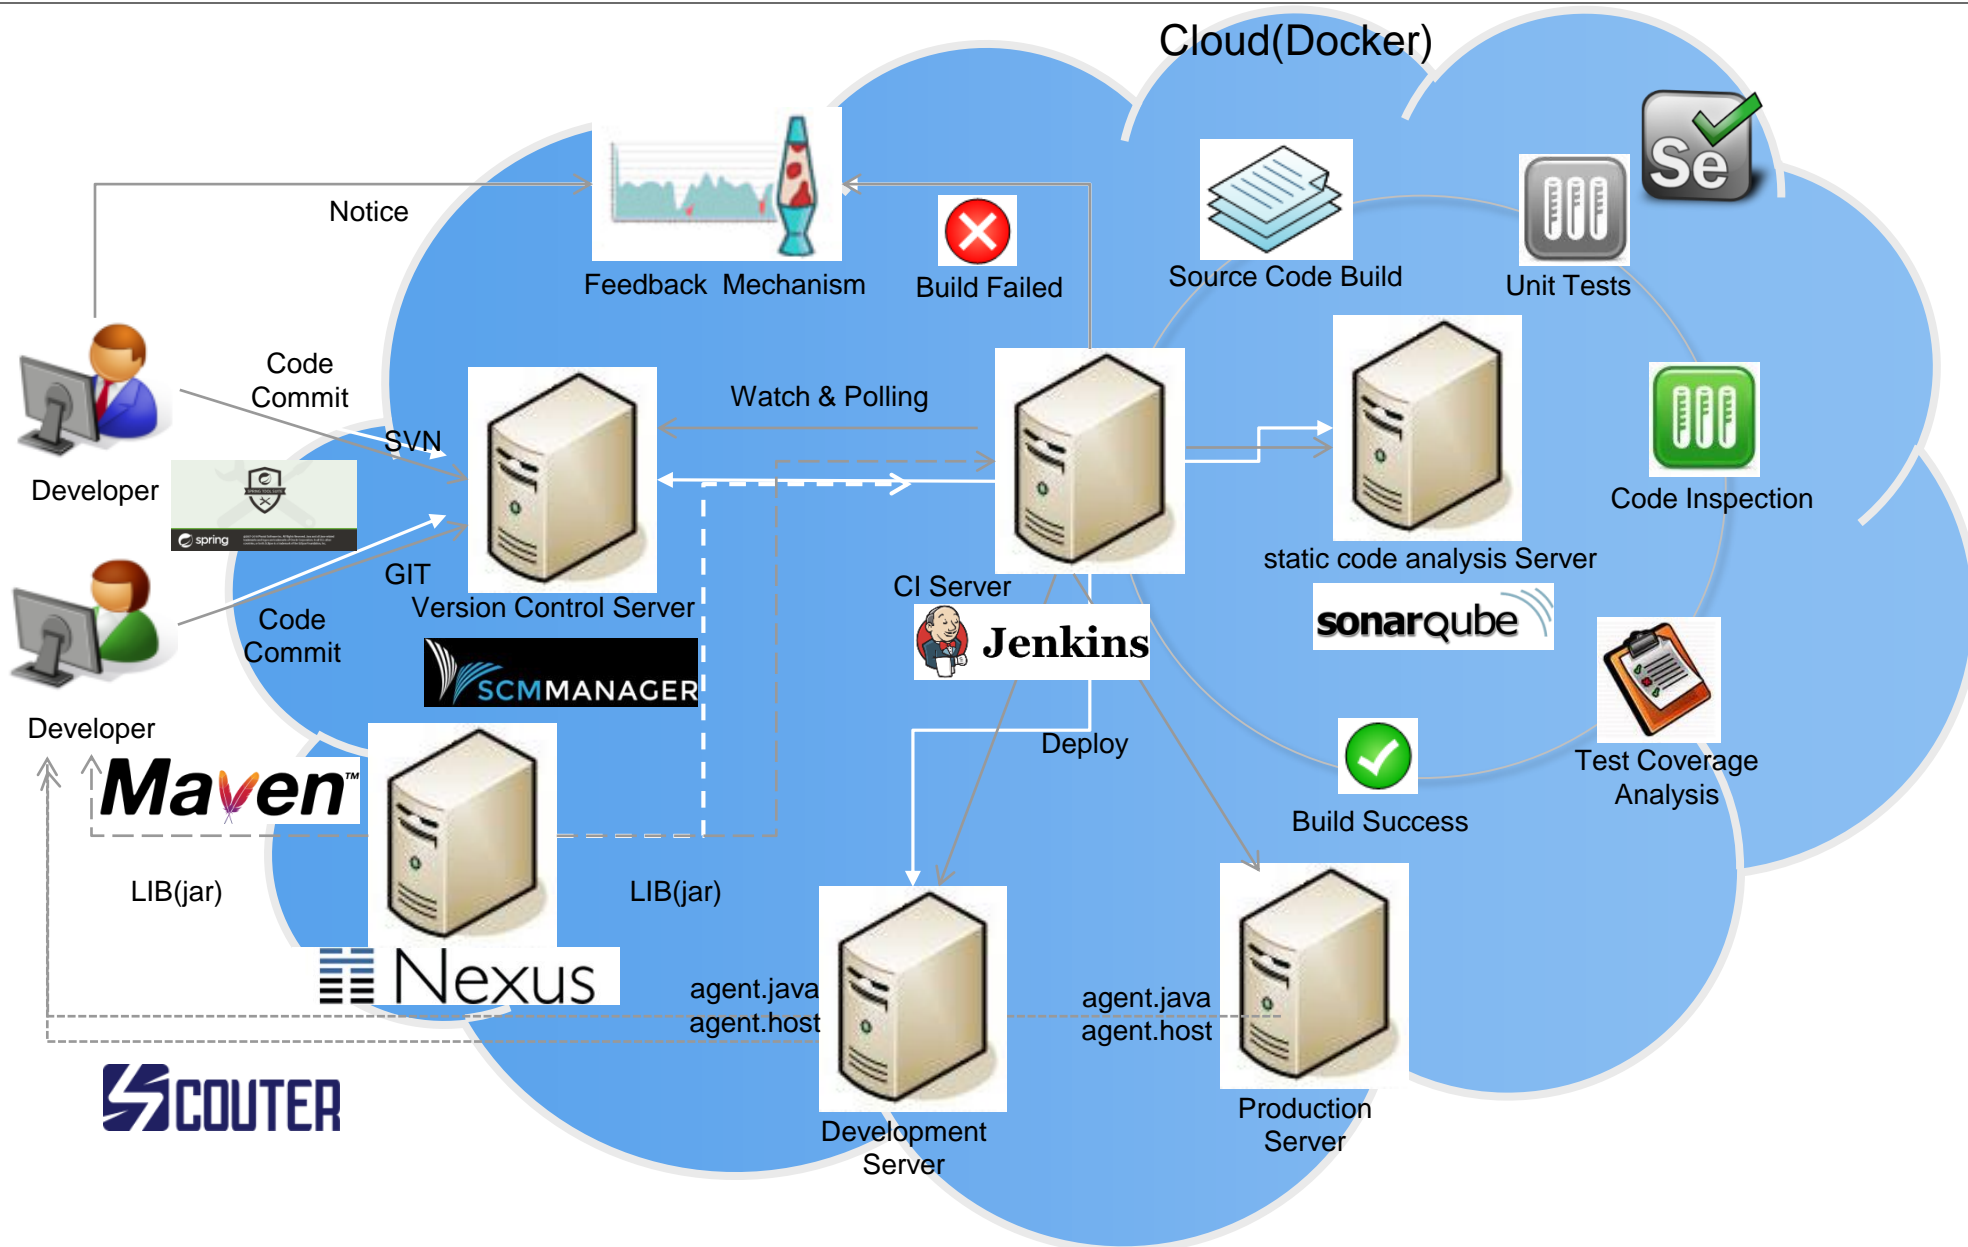 Cloud(Docker)
Se
Notice
Feedback Mechanism
Build Failed
Source Code Build
Unit Tests
Code
Commit
Watch & Polling
SVN
Developer
spring
Code Inspection
static code analysis Server
sonarqube
GIT
Version Control Server
CI Server
Jenkins
Code
Commit
SCMMANAGER
Developer
Maven™
Deploy
Test Coverage
Analysis
Build Success
LIB(jar)
LIB(jar)
Nexus
agent.java
agent.host
agent.java
agent.host
SCOUTER
Development
Server
Production
Server